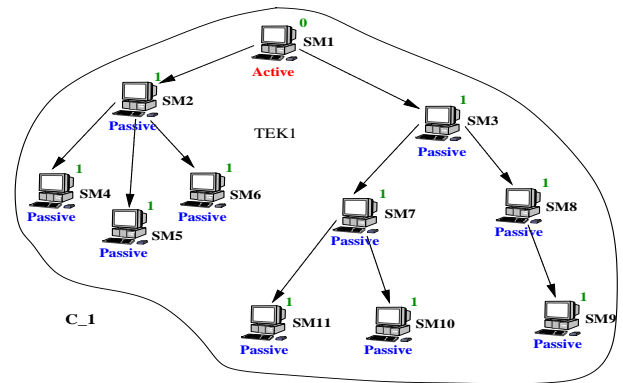 0
SM1
Active
1
SM2
Passive
1
SM3
Passive
TEK1
1
SM4
Passive
1
SM5
Passive
1
SM6
Passive
1
SM7
Passive
1
SM8
Passive
C_1
1
SM11
Passive
1
SM10
Passive
1
SM9
Passive